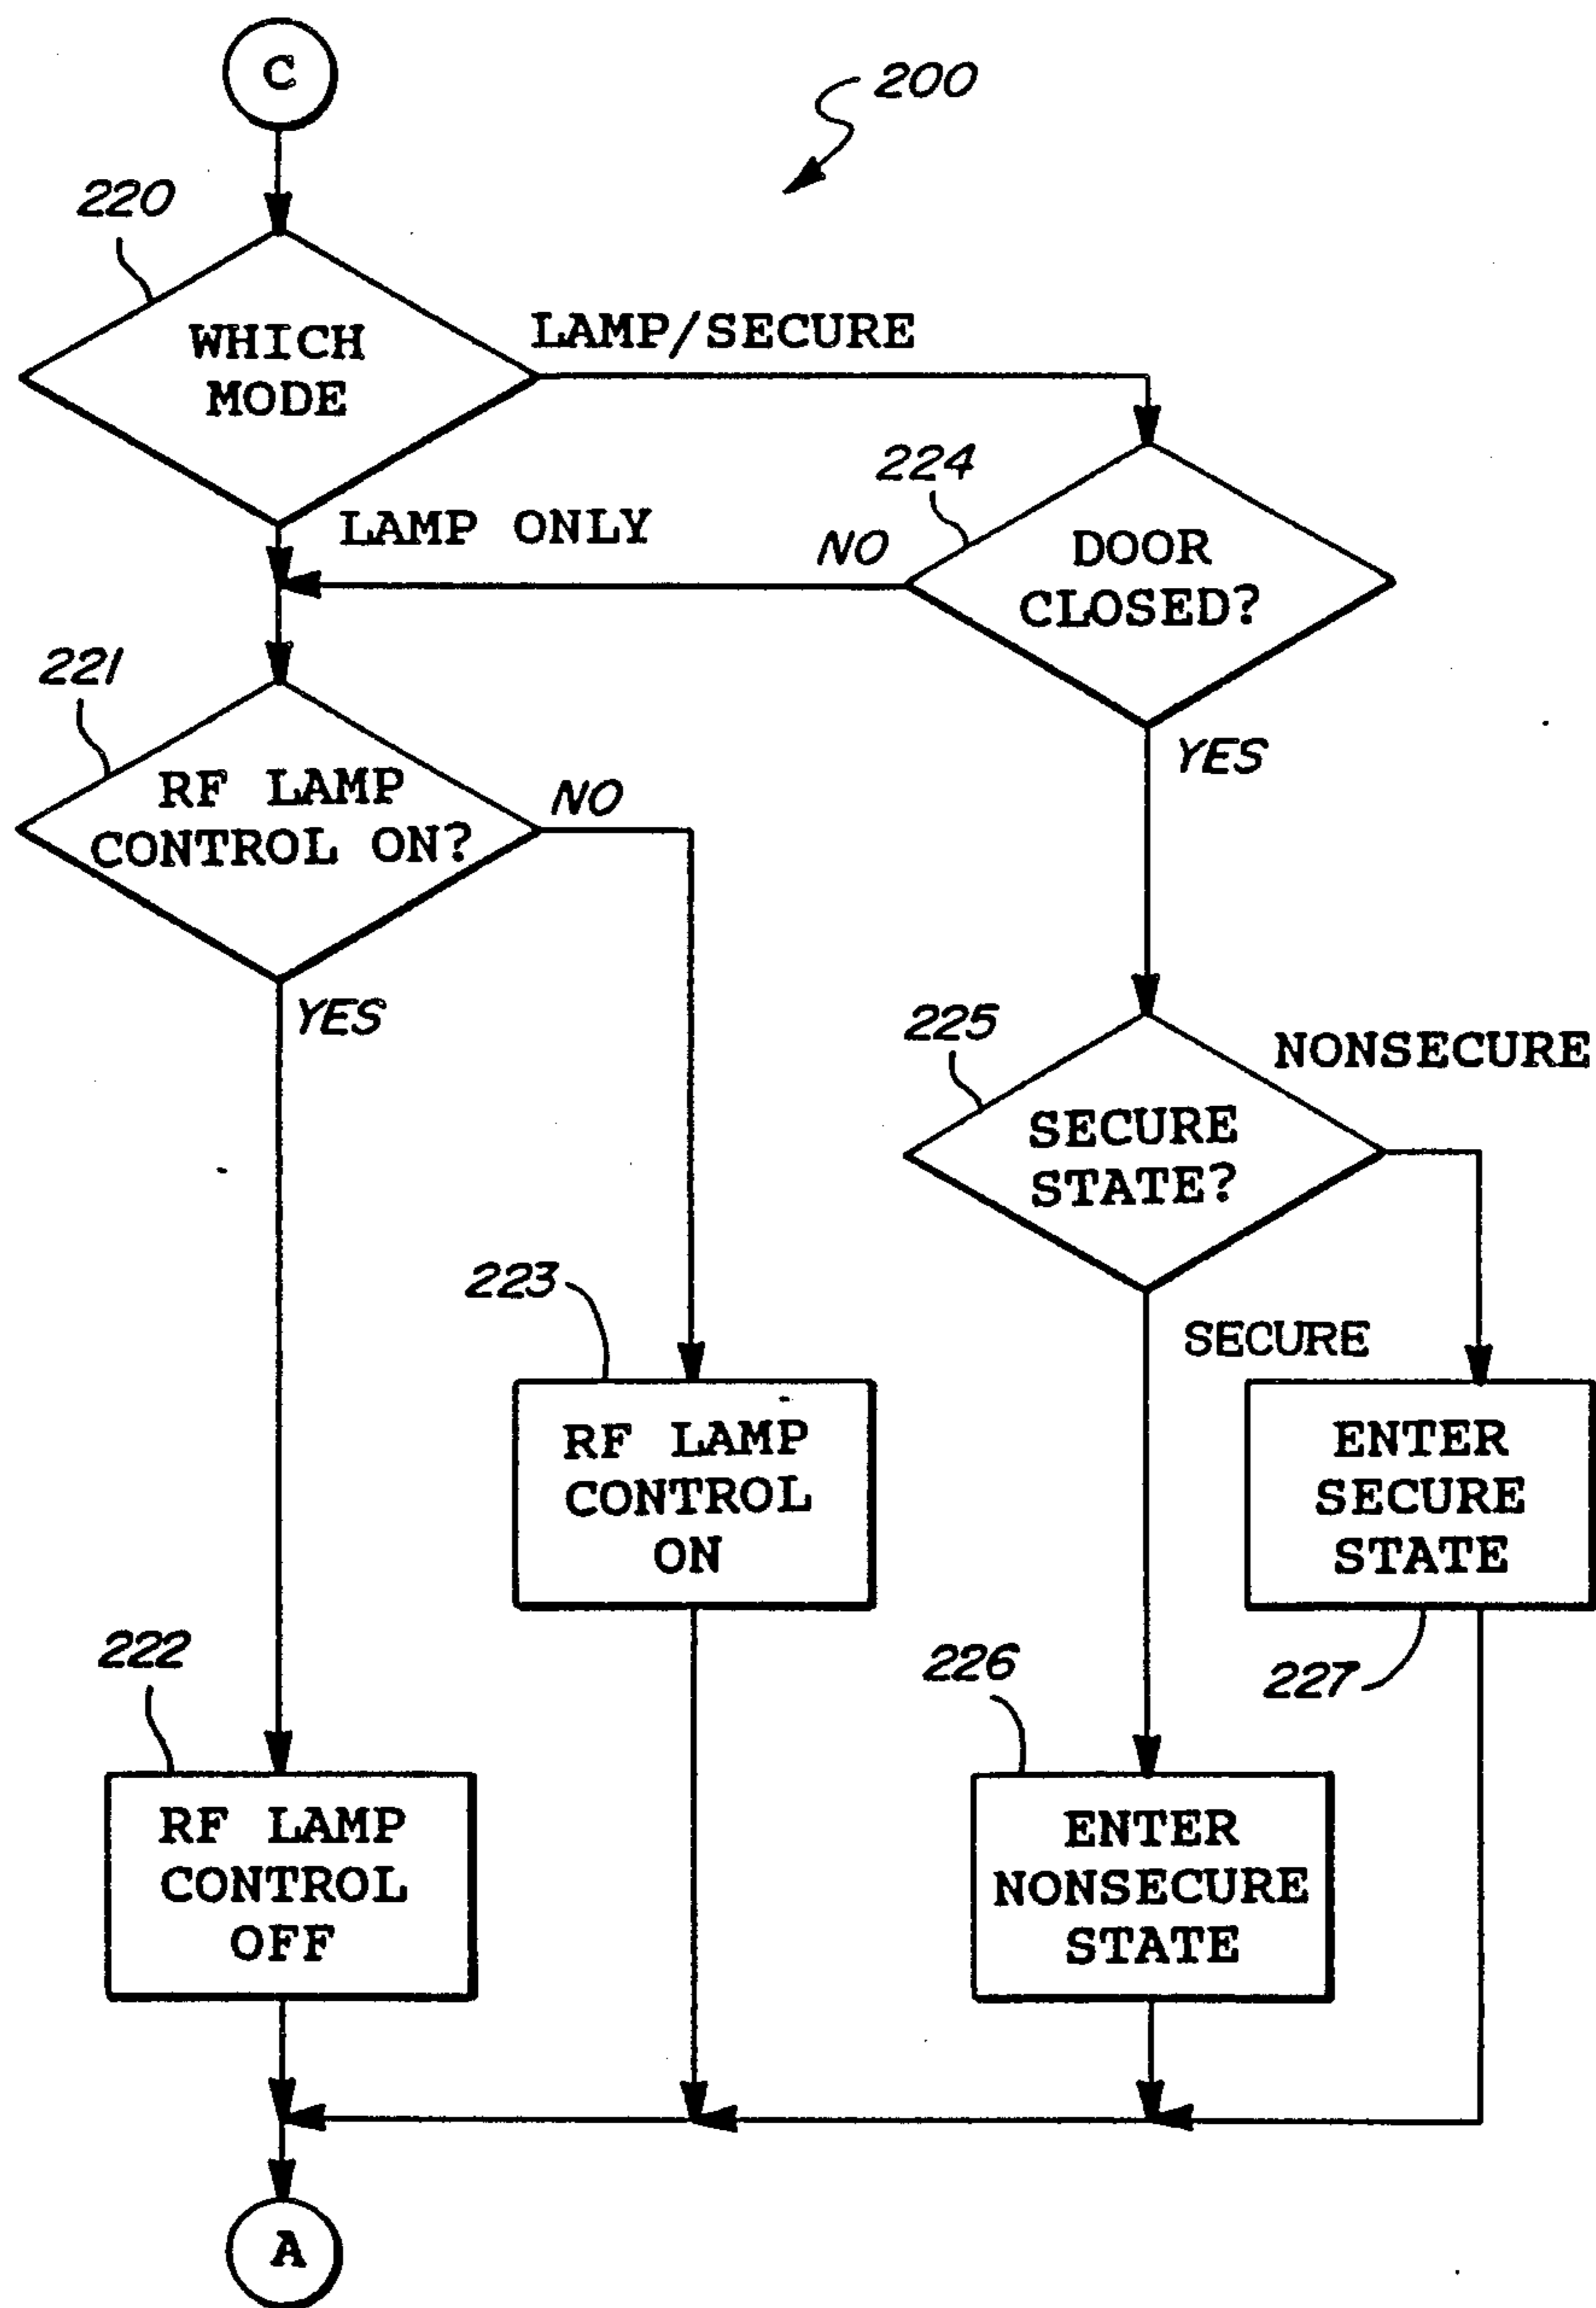 C
200
220
WHICH
MODE
LAMP/SECURE
LAMP ONLY
224
NO
DOOR
CLOSED?
YES
221
RF LAMP
CONTROL ON?
NO
YES
225
SECURE
STATE?
NONSECURE
SECURE
223
RF LAMP
CONTROL
ON
ENTER
SECURE
STATE
227
222
RF LAMP
CONTROL
OFF
226
ENTER
NONSECURE
STATE
A